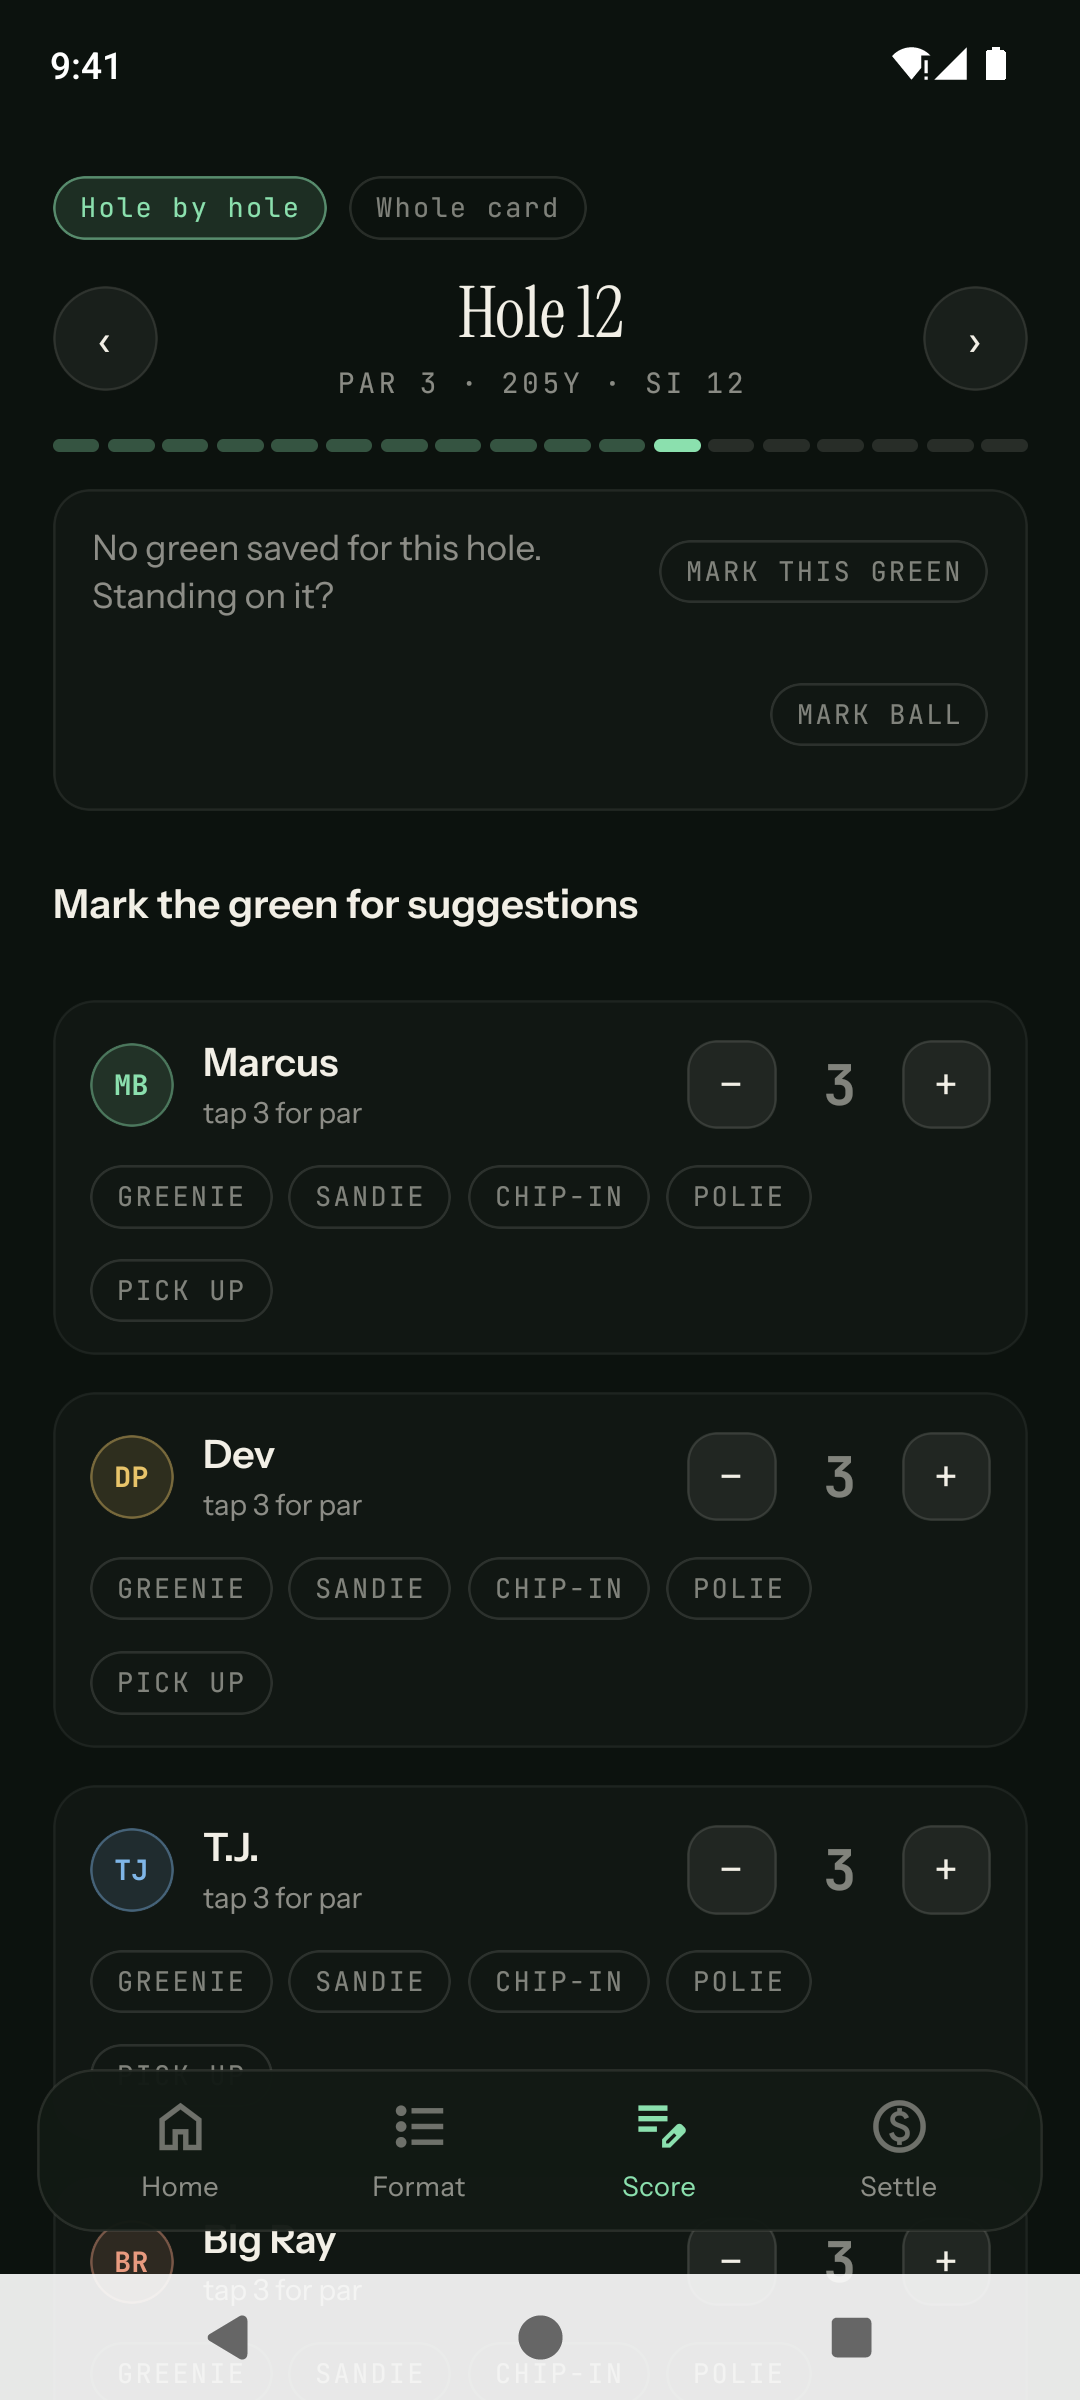 9:41
Hole by hole
Whole card
‹
Hole 12
›
PAR 3 · 205Y · SI 12
No green saved for this hole.
Standing on it?
MARK THIS GREEN
MARK BALL
Mark the green for suggestions
MB
Marcus
tap 3 for par
− 3 +
GREENIE SANDIE CHIP-IN POLIE
PICK UP
DP
Dev
tap 3 for par
− 3 +
GREENIE SANDIE CHIP-IN POLIE
PICK UP
TJ
T.J.
tap 3 for par
− 3 +
GREENIE SANDIE CHIP-IN POLIE
PICK UP
Home Format Score Settle
BR
Big Ray
tap 3 for par
− 3 +
GREENIE SANDIE CHIP-IN POLIE